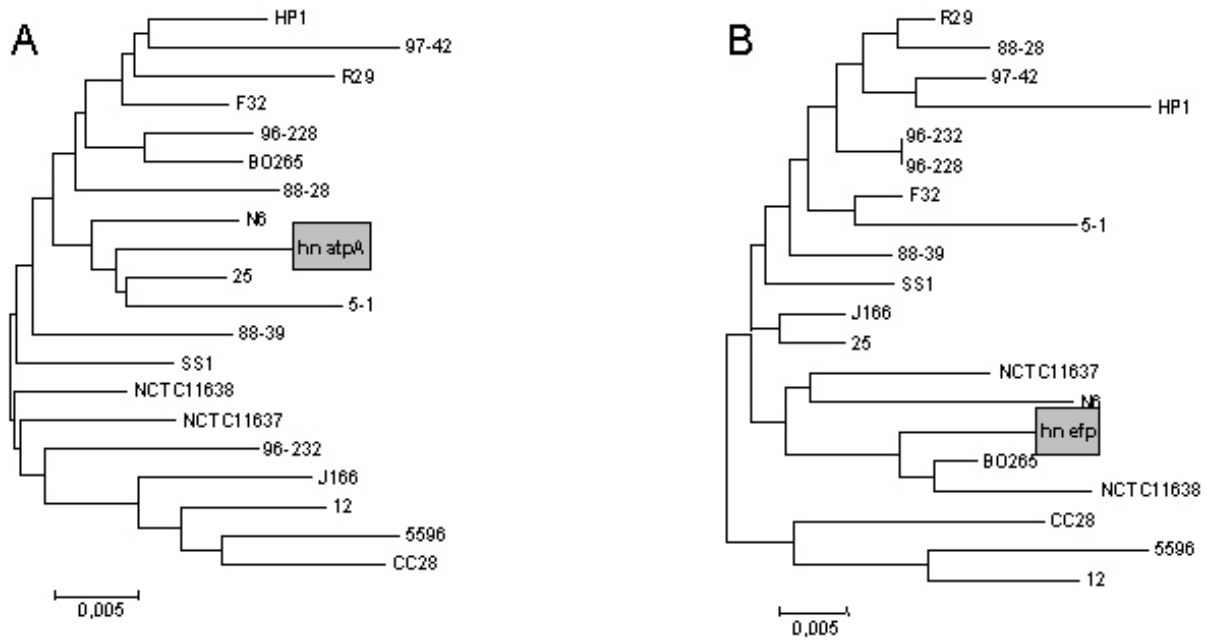 A
HP1
97-42
R29
F32
96-228
BO265
88-28
N6
hn atpA
25
5-1
88-39
SS1
NCTC11638
NCTC11637
96-232
J166
12
5596
CC28
0,005
B
R29
88-28
97-42
HP1
96-232
96-228
F32
5-1
88-39
SS1
J166
25
NCTC11637
N6
hn efp
BO265
NCTC11638
CC28
5596
12
0,005